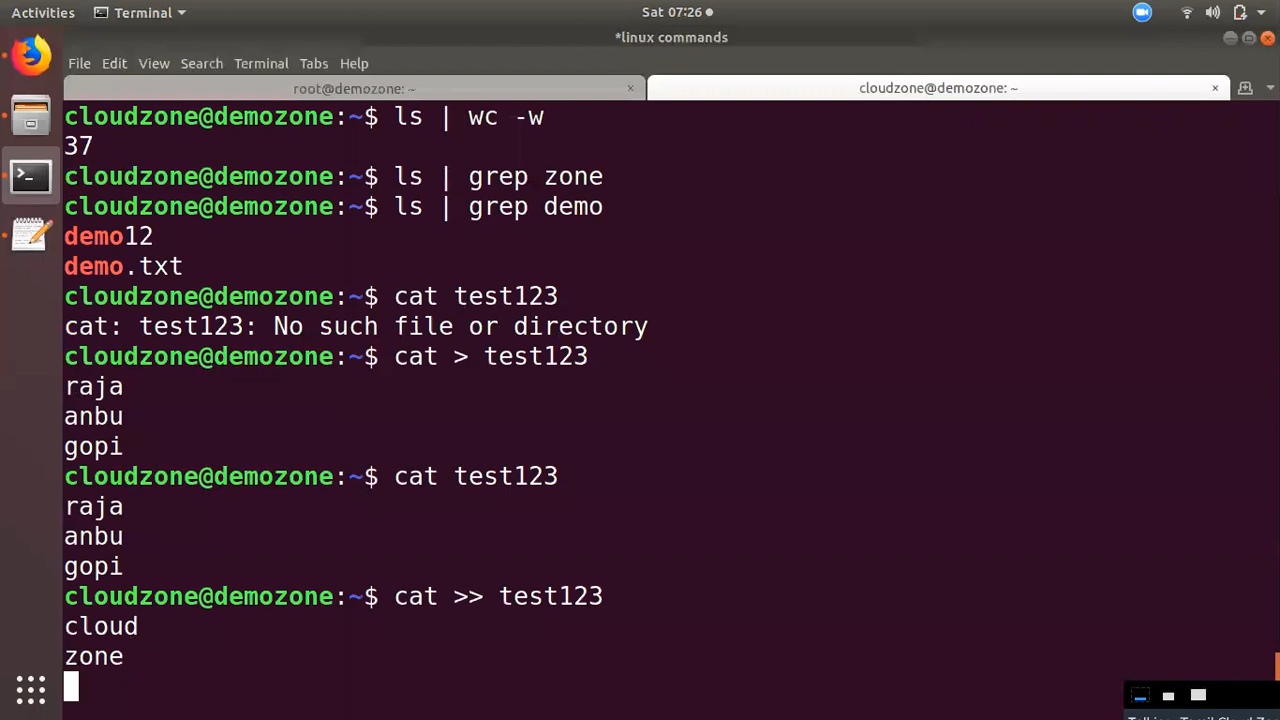 Activities Terminal Sat 07:26
*linux commands
File Edit View Search Terminal Tabs Help
root@demozone: ~ × cloudzone@demozone: ~ ×
cloudzone@demozone:~$ ls | wc -w
37
cloudzone@demozone:~$ ls | grep zone
cloudzone@demozone:~$ ls | grep demo
demo12
demo.txt
cloudzone@demozone:~$ cat test123
cat: test123: No such file or directory
cloudzone@demozone:~$ cat > test123
raja
anbu
gopi
cloudzone@demozone:~$ cat test123
raja
anbu
gopi
cloudzone@demozone:~$ cat >> test123
cloud
zone